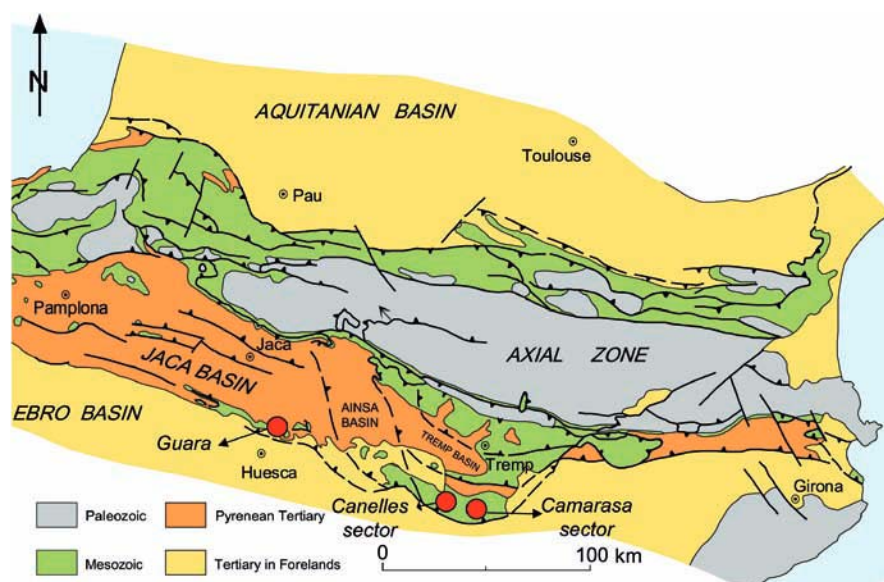 N
AQUITANIAN BASIN
Toulouse
Pau
Pamplona
Jaca
JACA BASIN
AXIAL ZONE
EBRO BASIN
AINSA
BASIN
TREMP BASIN
Guara
Tremp
Huesca
Girona
Canelles
sector
Camarasa
sector
Paleozoic
Pyrenean Tertiary
Mesozoic
Tertiary in Forelands
0
100 km